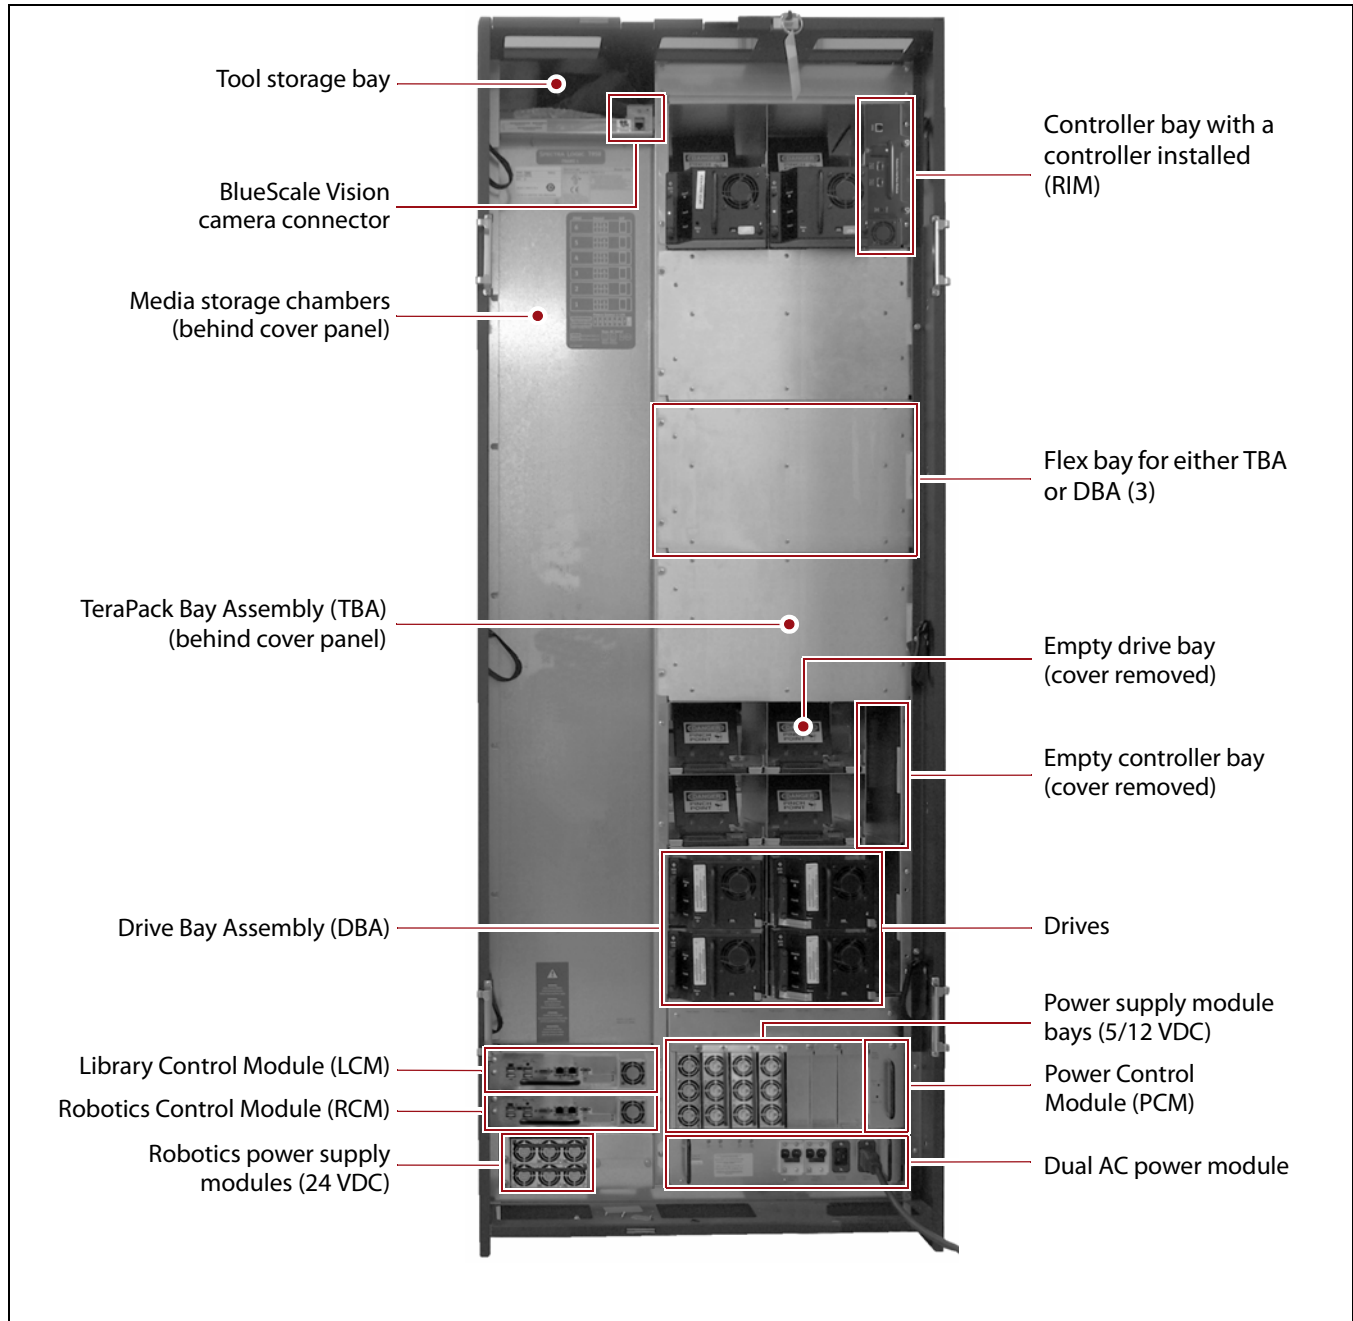 Tool storage bay
BlueScale Vision
camera connector
Media storage chambers
(behind cover panel)
TeraPack Bay Assembly (TBA)
(behind cover panel)
Drive Bay Assembly (DBA)
Library Control Module (LCM)
Robotics Control Module (RCM)
Robotics power supply
modules (24 VDC)
Controller bay with a
controller installed
(RIM)
Flex bay for either TBA
or DBA (3)
Empty drive bay
(cover removed)
Empty controller bay
(cover removed)
Drives
Power supply module
bays (5/12 VDC)
Power Control
Module (PCM)
Dual AC power module
DANGER
PINCH
POINT